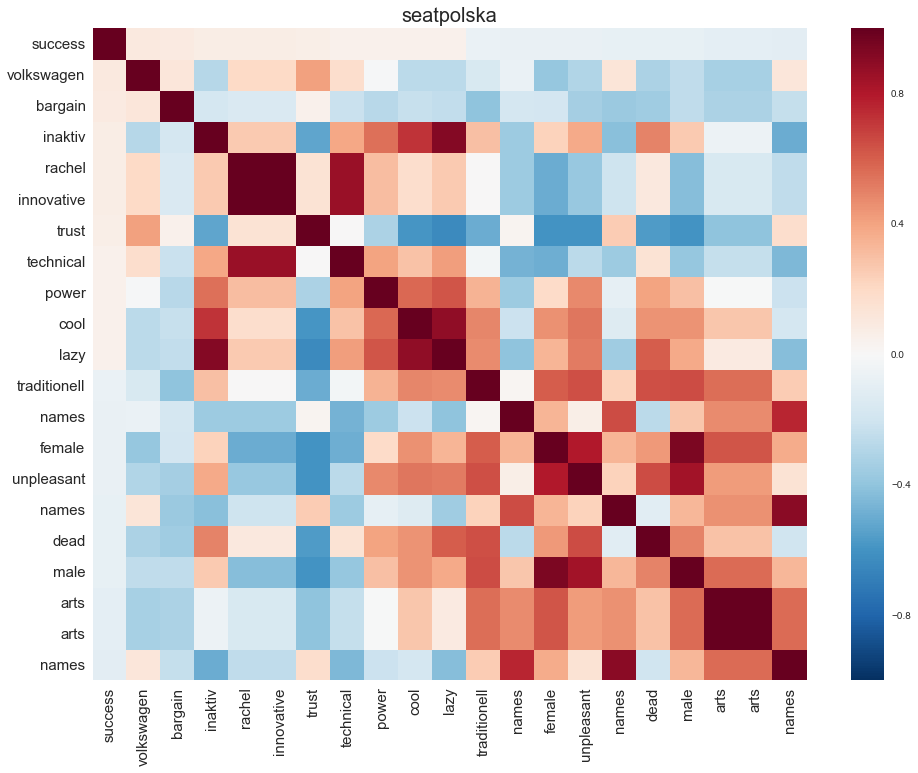 seatpolska
success
volkswagen
bargain
inaktiv
rachel
innovative
trust
technical
power
cool
lazy
traditionell
names
female
unpleasant
names
dead
male
arts
arts
names
success
volkswagen
bargain
inaktiv
rachel
innovative
trust
technical
power
cool
lazy
traditionell
names
female
unpleasant
names
dead
male
arts
arts
names
0.8
0.4
0.0
−0.4
−0.8